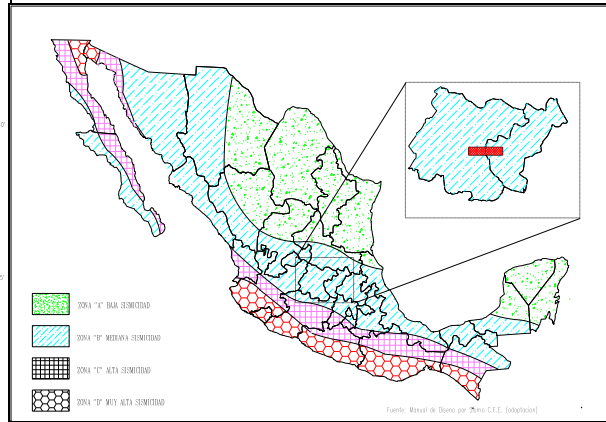 ZONA "A" BAJA SISMICIDAD
ZONA "B" MEDIANA SISMICIDAD
ZONA "C" ALTA SISMICIDAD
ZONA "D" MUY ALTA SISMICIDAD
Fuente: Manual de Diseno por Sismo C.F.E. (adaptacion)